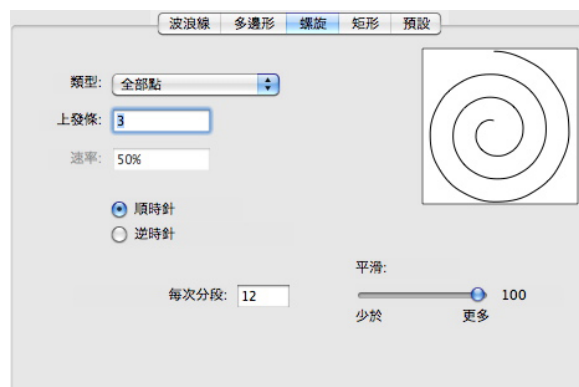 波浪線 多邊形 螺旋 矩形 預設
類型: 全部點
上發條: 3
速率: 50%
順時針
逆時針
平滑:
每次分段: 12
100
少於 更多